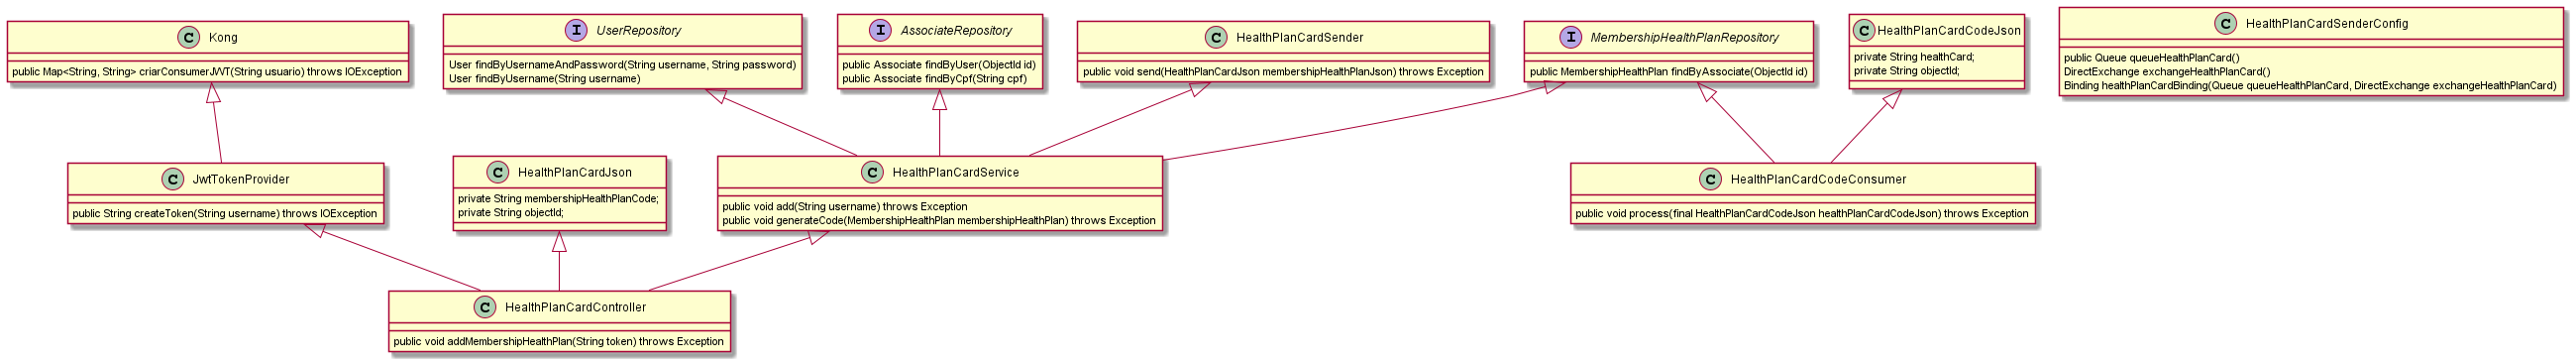 C Kong
public Map<String, String> criarConsumerJWT(String usuario) throws IOException
I UserRepository
User findByUsernameAndPassword(String username, String password)
User findByUsername(String username)
I AssociateRepository
public Associate findByUser(ObjectId id)
public Associate findByCpf(String cpf)
C HealthPlanCardSender
public void send(HealthPlanCardJson membershipHealthPlanJson) throws Exception
I MembershipHealthPlanRepository
public MembershipHealthPlan findByAssociate(ObjectId id)
C HealthPlanCardCodeJson
private String healthCard;
private String objectId;
C HealthPlanCardSenderConfig
public Queue queueHealthPlanCard()
DirectExchange exchangeHealthPlanCard()
Binding healthPlanCardBinding(Queue queueHealthPlanCard, DirectExchange exchangeHealthPlanCard)
C JwtTokenProvider
public String createToken(String username) throws IOException
C HealthPlanCardJson
private String membershipHealthPlanCode;
private String objectId;
C HealthPlanCardService
public void add(String username) throws Exception
public void generateCode(MembershipHealthPlan membershipHealthPlan) throws Exception
C HealthPlanCardCodeConsumer
public void process(final HealthPlanCardCodeJson healthPlanCardCodeJson) throws Exception
C HealthPlanCardController
public void addMembershipHealthPlan(String token) throws Exception